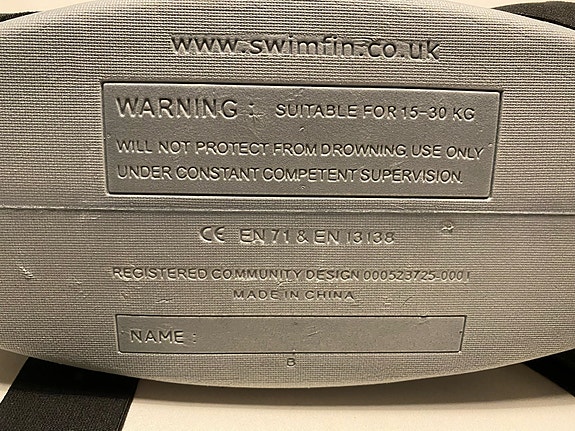 www.swimfin.co.uk
WARNING : SUITABLE FOR 15-30 KG
WILL NOT PROTECT FROM DROWNING. USE ONLY
UNDER CONSTANT COMPETENT SUPERVISION.
CE EN 71 & EN 13138
REGISTERED COMMUNITY DESIGN 000523725-0001
MADE IN CHINA
NAME :
8